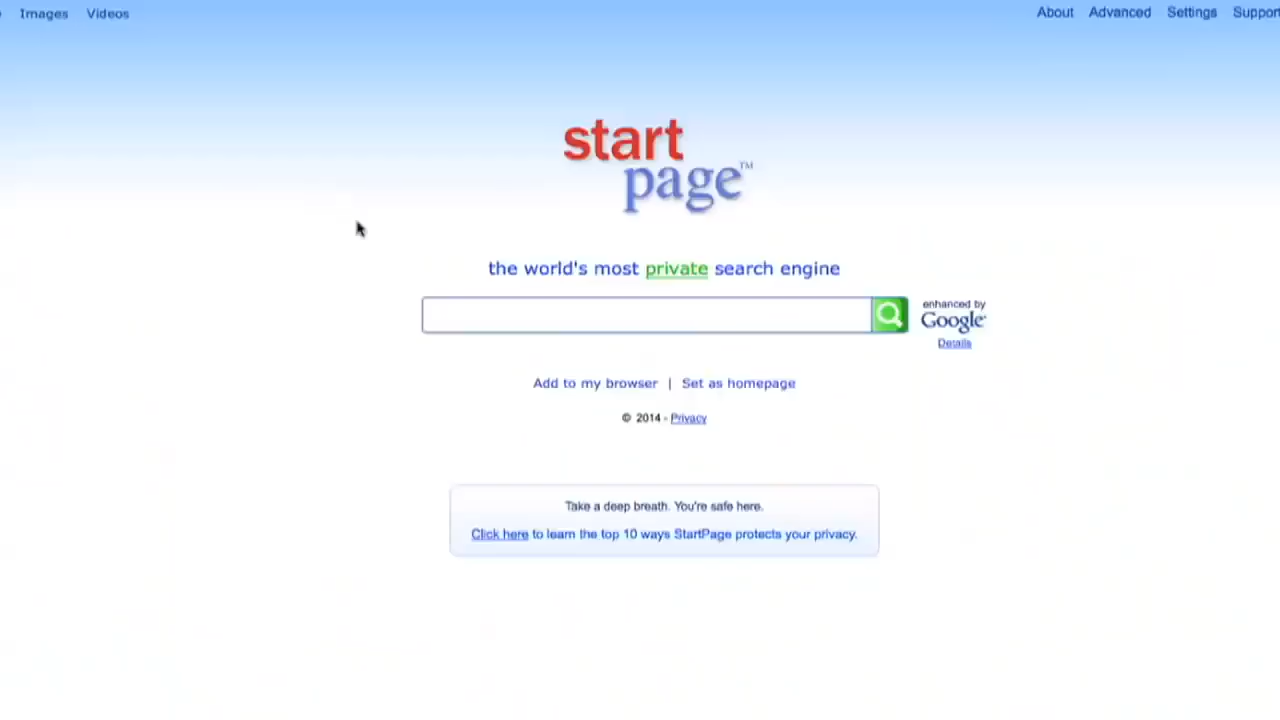 Images Videos About Advanced Settings Support
start
page™
the world's most private search engine
enhanced by
Google
Details
Add to my browser | Set as homepage
© 2014 - Privacy
Take a deep breath. You're safe here.
Click here to learn the top 10 ways StartPage protects your privacy.